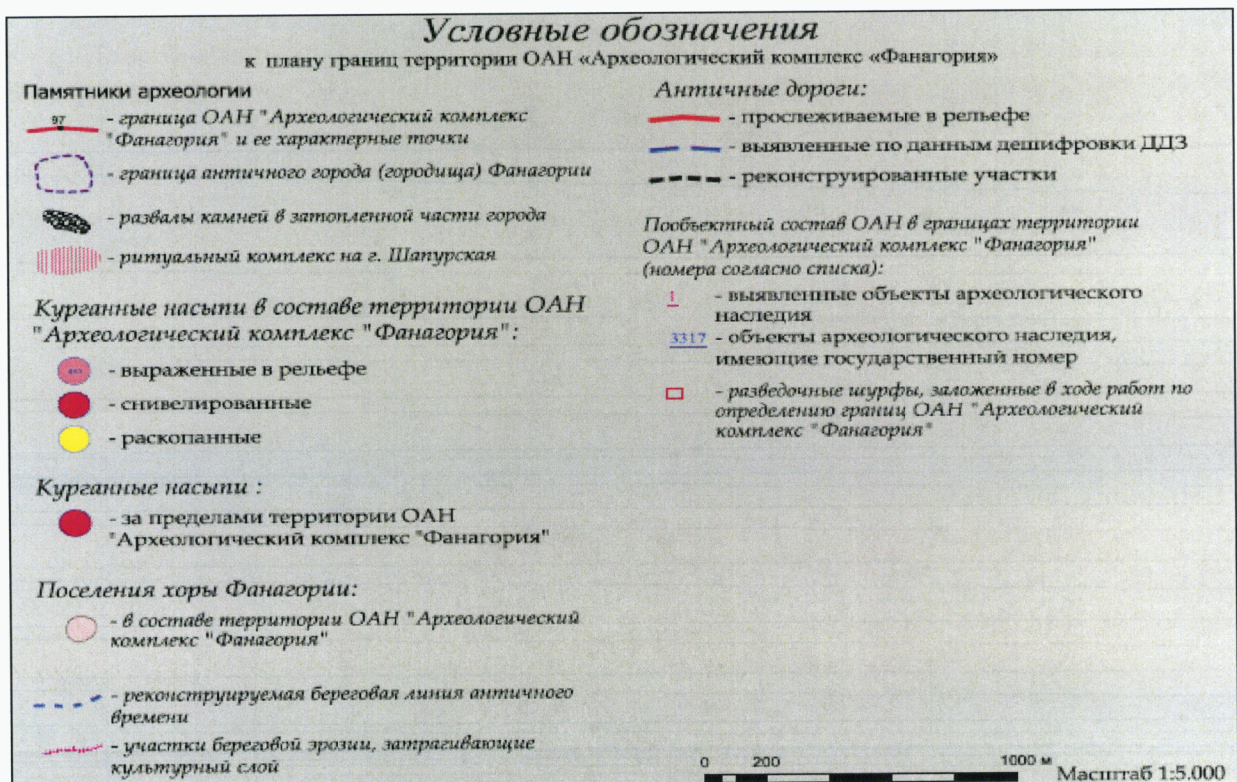 Условные обозначения
к плану границ территории ОАН «Археологический комплекс «Фанагория»
Памятники археологии
97
- граница ОАН "Археологический комплекс
"Фанагория" и ее характерные точки
- граница античного города (городища) Фанагории
- развалы камней в затопленной части города
- ритуальный комплекс на г. Шапурская
Курганные насыпи в составе территории ОАН
"Археологический комплекс "Фанагория":
- выраженные в рельефе
- снивелированные
- раскопанные
Курганные насыпи :
- за пределами территории ОАН
"Археологический комплекс "Фанагория"
Поселения хоры Фанагории:
- в составе территории ОАН "Археологический
комплекс "Фанагория"
- реконструируемая береговая линия античного
времени
- участки береговой эрозии, затрагивающие
культурный слой
Античные дороги:
- прослеживаемые в рельефе
- выявленные по данным дешифровки ДДЗ
- реконструированные участки
Пообъектный состав ОАН в границах территории
ОАН "Археологический комплекс "Фанагория"
(номера согласно списка):
1 - выявленные объекты археологического
наследия
3317 - объекты археологического наследия,
имеющие государственный номер
- разведочные шурфы, заложенные в ходе работ по
определению границ ОАН "Археологический
комплекс "Фанагория"
0 200 1000 м
Масштаб 1:5.000